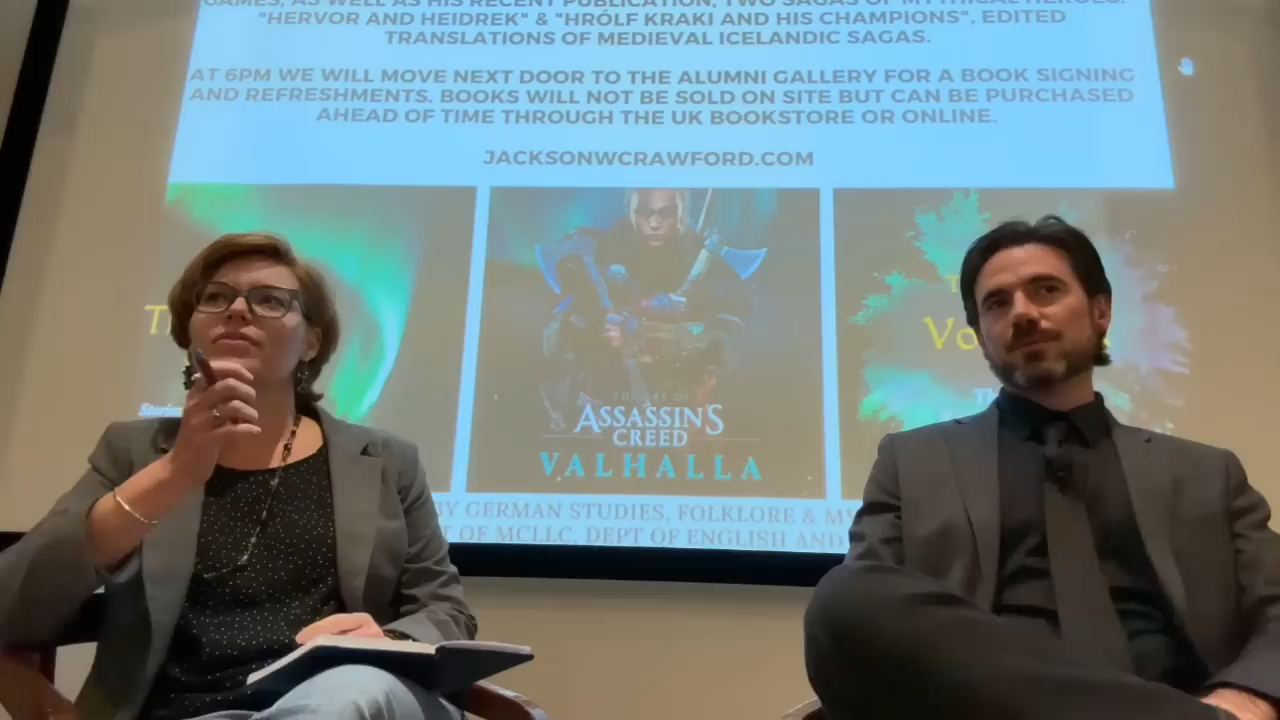 GAMES, AS WELL AS HIS RECENT PUBLICATION, TWO SAGAS OF MYTHICAL HEROES:
"HERVOR AND HEIDREK" & "HRÓLF KRAKI AND HIS CHAMPIONS", EDITED
TRANSLATIONS OF MEDIEVAL ICELANDIC SAGAS.
AT 6PM WE WILL MOVE NEXT DOOR TO THE ALUMNI GALLERY FOR A BOOK SIGNING
AND REFRESHMENTS. BOOKS WILL NOT BE SOLD ON SITE BUT CAN BE PURCHASED
AHEAD OF TIME THROUGH THE UK BOOKSTORE OR ONLINE.
JACKSONWCRAWFORD.COM
THE ART OF
ASSASSIN'S
CREED
VALHALLA
GERMAN STUDIES, FOLKLORE &
OF MCLLC, DEPT OF ENGLISH AND